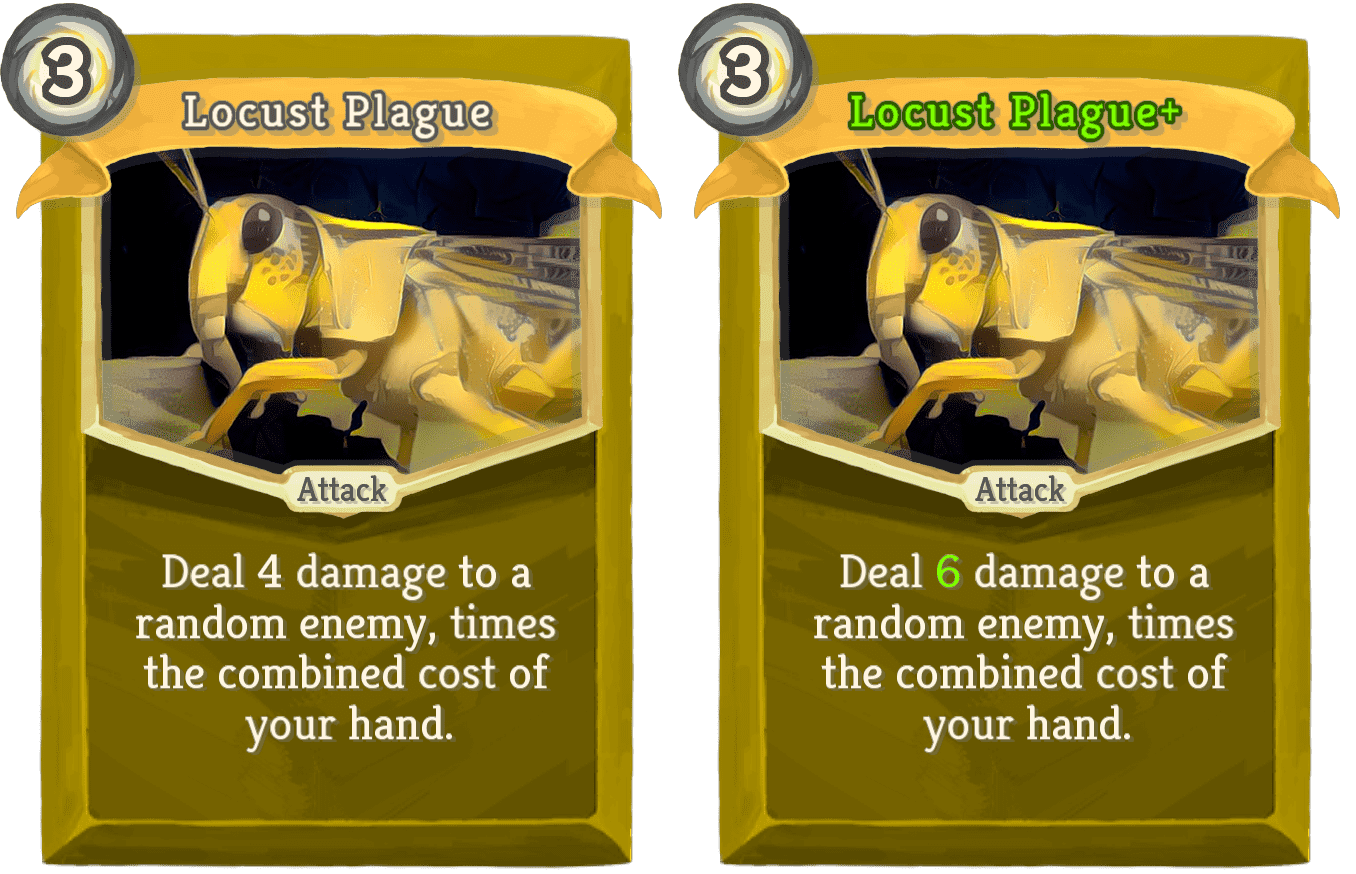 3
Locust Plague
Attack
Deal 4 damage to a
random enemy, times
the combined cost of
your hand.
3
Locust Plague+
Attack
Deal 6 damage to a
random enemy, times
the combined cost of
your hand.